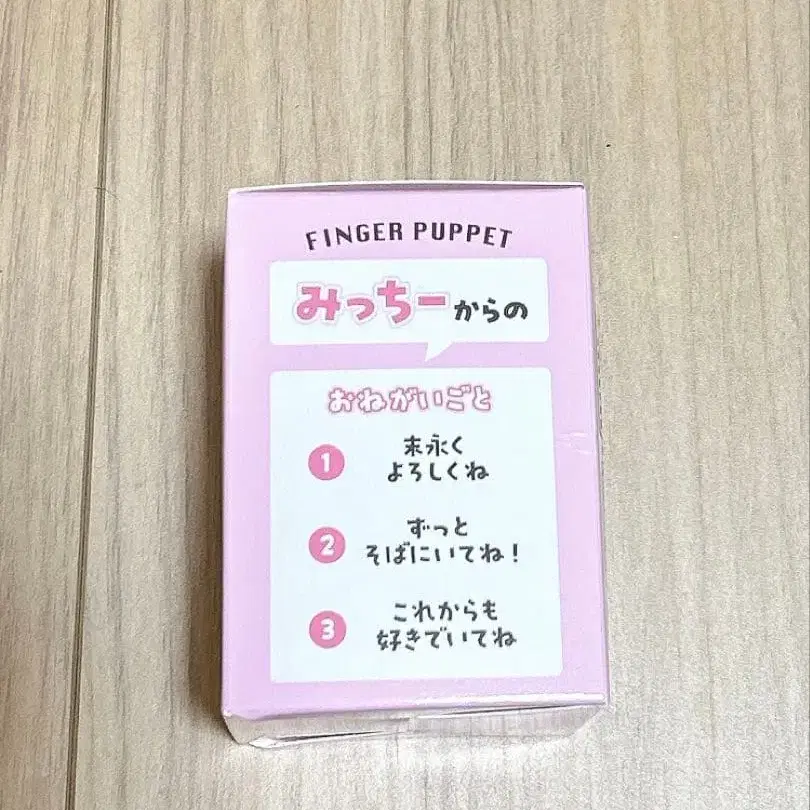 FINGER PUPPET
みっちーからの
おねがいごと
1
末永く
よろしくね
2
ずっと
そばにいてね!
3
これからも
好きでいてね